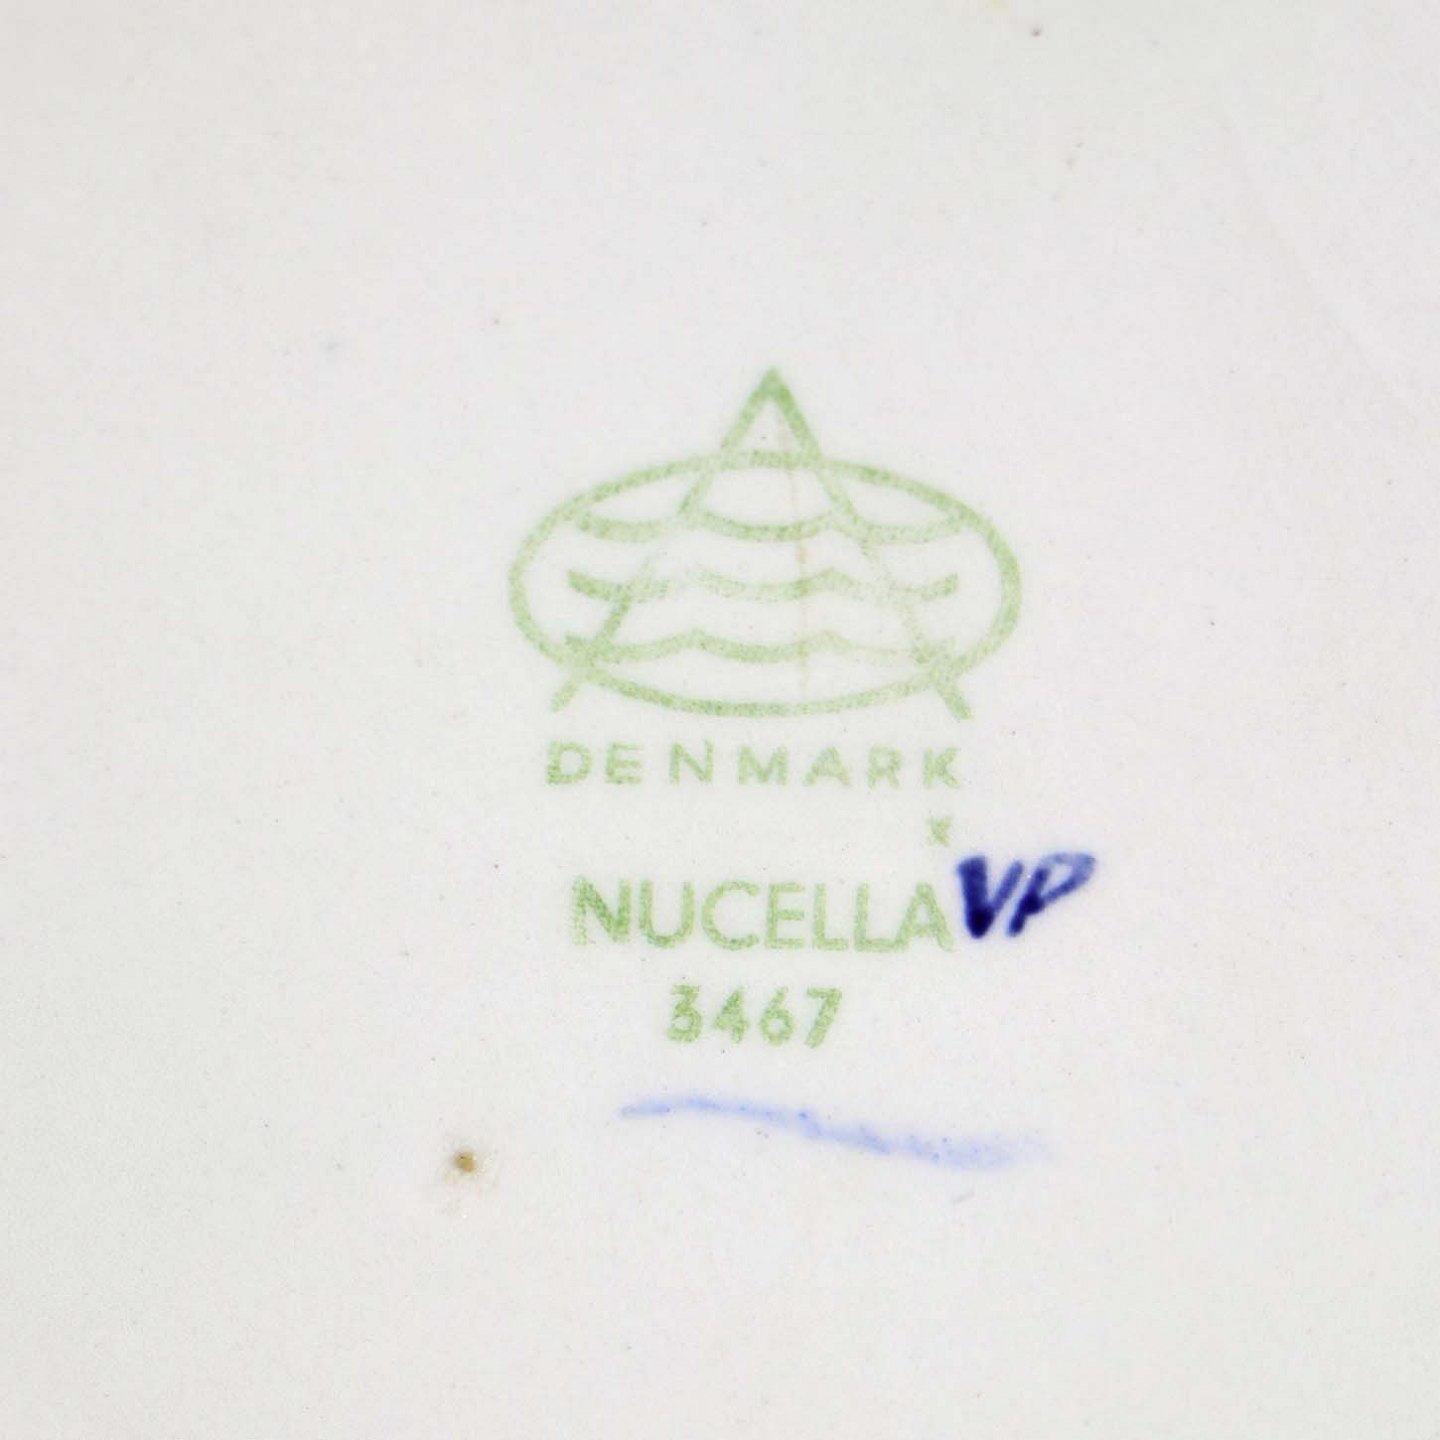 DENMARK
x
NUCELLA VP
3467